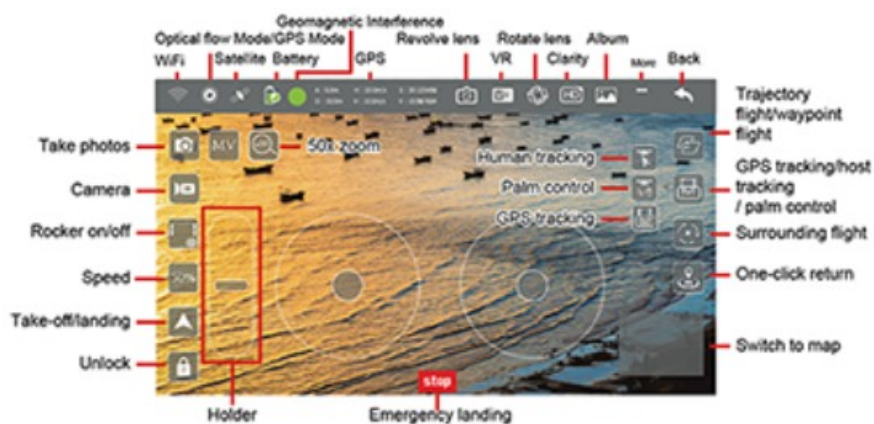 Geomagnetic Interference
Optical flow Mode/GPS Mode Revolve lens Rotate lens Album
WiFi Satellite Battery GPS VR Clarity More Back
Trajectory
flight/waypoint
flight
Take photos MV 50x zoom
Human tracking
GPS tracking/host
tracking
/ palm control
Camera
Palm control
GPS tracking
Rocker on/off
Surrounding flight
Speed 50%
One-click return
Take-off/landing
Switch to map
Unlock
stop
Holder
Emergency landing